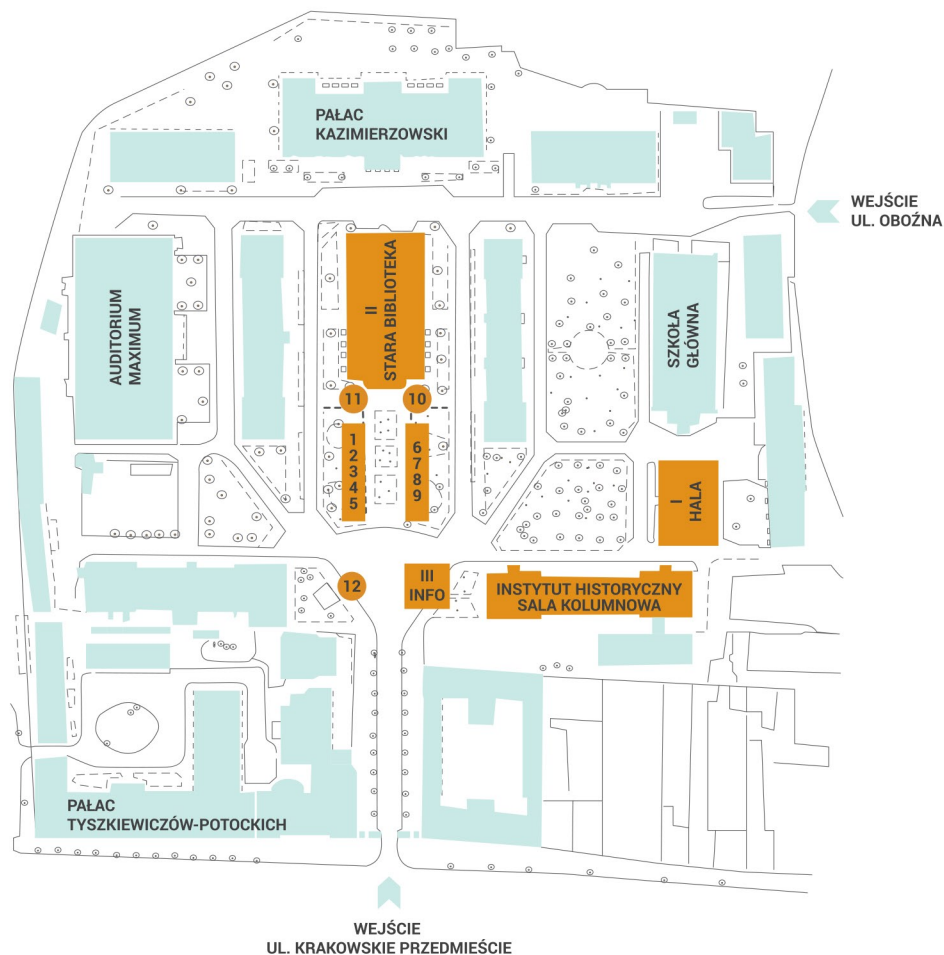 PAŁAC
KAZIMIERZOWSKI
WEJŚCIE
UL. OBOŹNA
AUDITORIUM
MAXIMUM
II
STARA BIBLIOTEKA
SZKOŁA
GŁÓWNA
11
10
1
2
3
4
5
6
7
8
9
I
HALA
12
III
INFO
INSTYTUT HISTORYCZNY
SALA KOLUMNOWA
PAŁAC
TYSZKIEWICZÓW-POTOCKICH
WEJŚCIE
UL. KRAKOWSKIE PRZEDMIEŚCIE